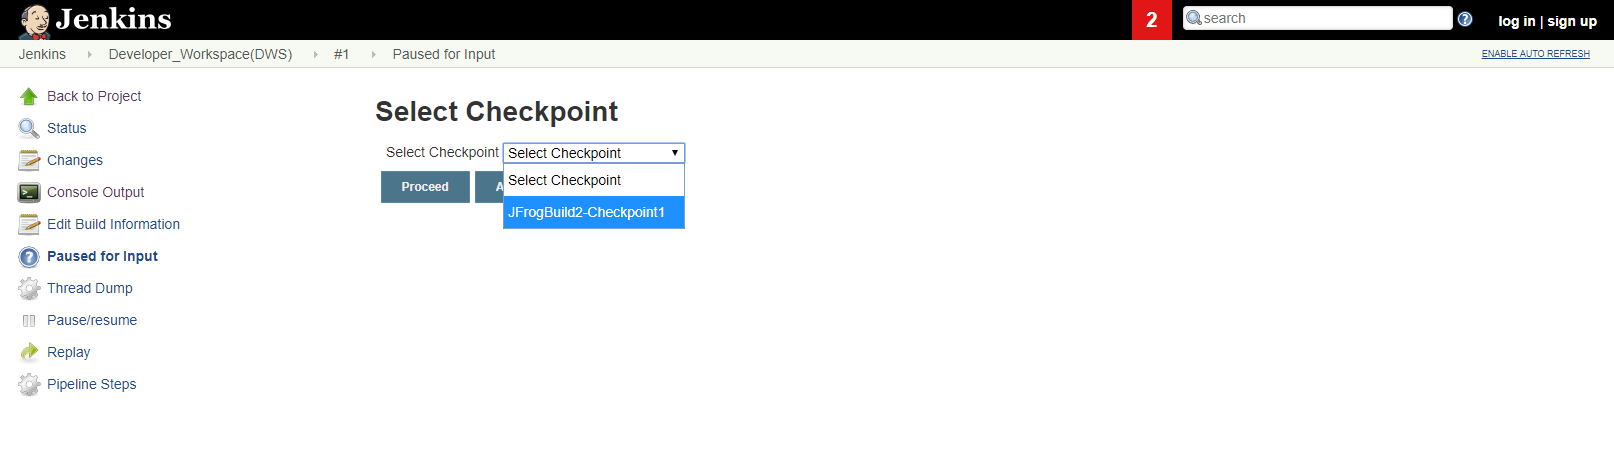 Jenkins
2
search
log in | sign up
Jenkins
Developer_Workspace(DWS)
#1
Paused for Input
ENABLE AUTO REFRESH
Back to Project
Status
Changes
Console Output
Edit Build Information
Paused for Input
Thread Dump
Pause/resume
Replay
Pipeline Steps
Select Checkpoint
Select Checkpoint
Select Checkpoint
Select Checkpoint
JFrogBuild2-Checkpoint1
Proceed